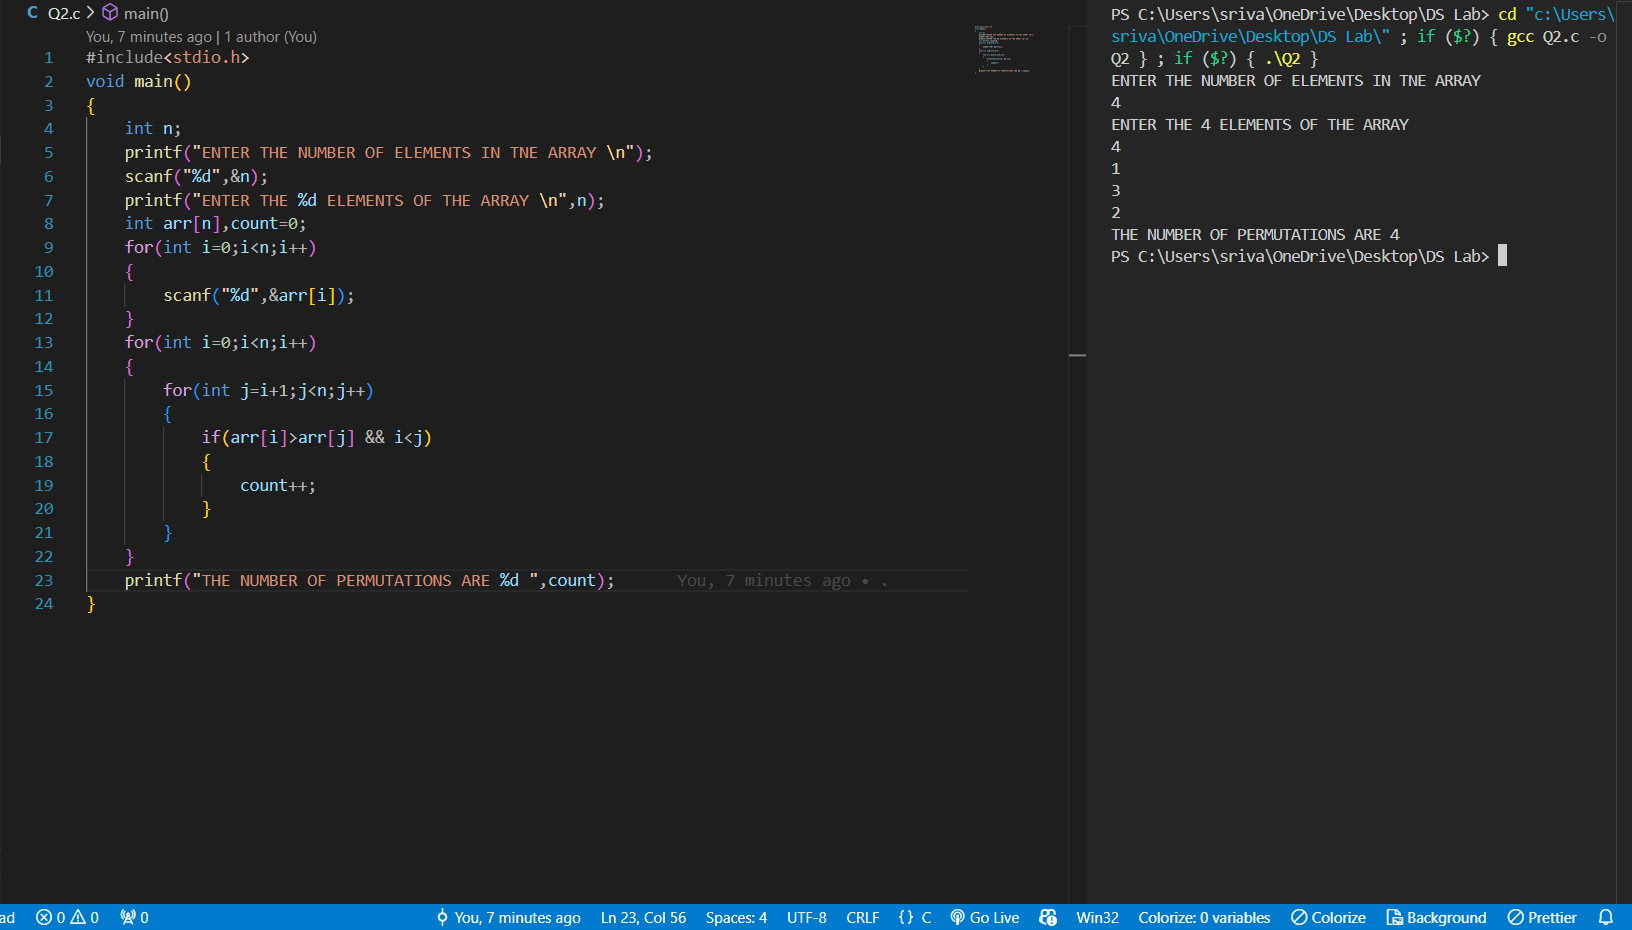 C Q2.c > main()
You, 7 minutes ago | 1 author (You)
1 #include<stdio.h>
2 void main()
3 {
4 int n;
5 printf("ENTER THE NUMBER OF ELEMENTS IN TNE ARRAY \n");
6 scanf("%d",&n);
7 printf("ENTER THE %d ELEMENTS OF THE ARRAY \n",n);
8 int arr[n],count=0;
9 for(int i=0;i<n;i++)
10 {
11 scanf("%d",&arr[i]);
12 }
13 for(int i=0;i<n;i++)
14 {
15 for(int j=i+1;j<n;j++)
16 {
17 if(arr[i]>arr[j] && i<j)
18 {
19 count++;
20 }
21 }
22 }
23 printf("THE NUMBER OF PERMUTATIONS ARE %d ",count); You, 7 minutes ago • .
24 }
PS C:\Users\sriva\OneDrive\Desktop\DS Lab> cd "c:\Users\
sriva\OneDrive\Desktop\DS Lab\" ; if ($?) { gcc Q2.c -o
Q2 } ; if ($?) { .\Q2 }
ENTER THE NUMBER OF ELEMENTS IN TNE ARRAY
4
ENTER THE 4 ELEMENTS OF THE ARRAY
4
1
3
2
THE NUMBER OF PERMUTATIONS ARE 4
PS C:\Users\sriva\OneDrive\Desktop\DS Lab>
ad 0 0 0 You, 7 minutes ago Ln 23, Col 56 Spaces: 4 UTF-8 CRLF {} C Go Live Win32 Colorize: 0 variables Colorize Background Prettier